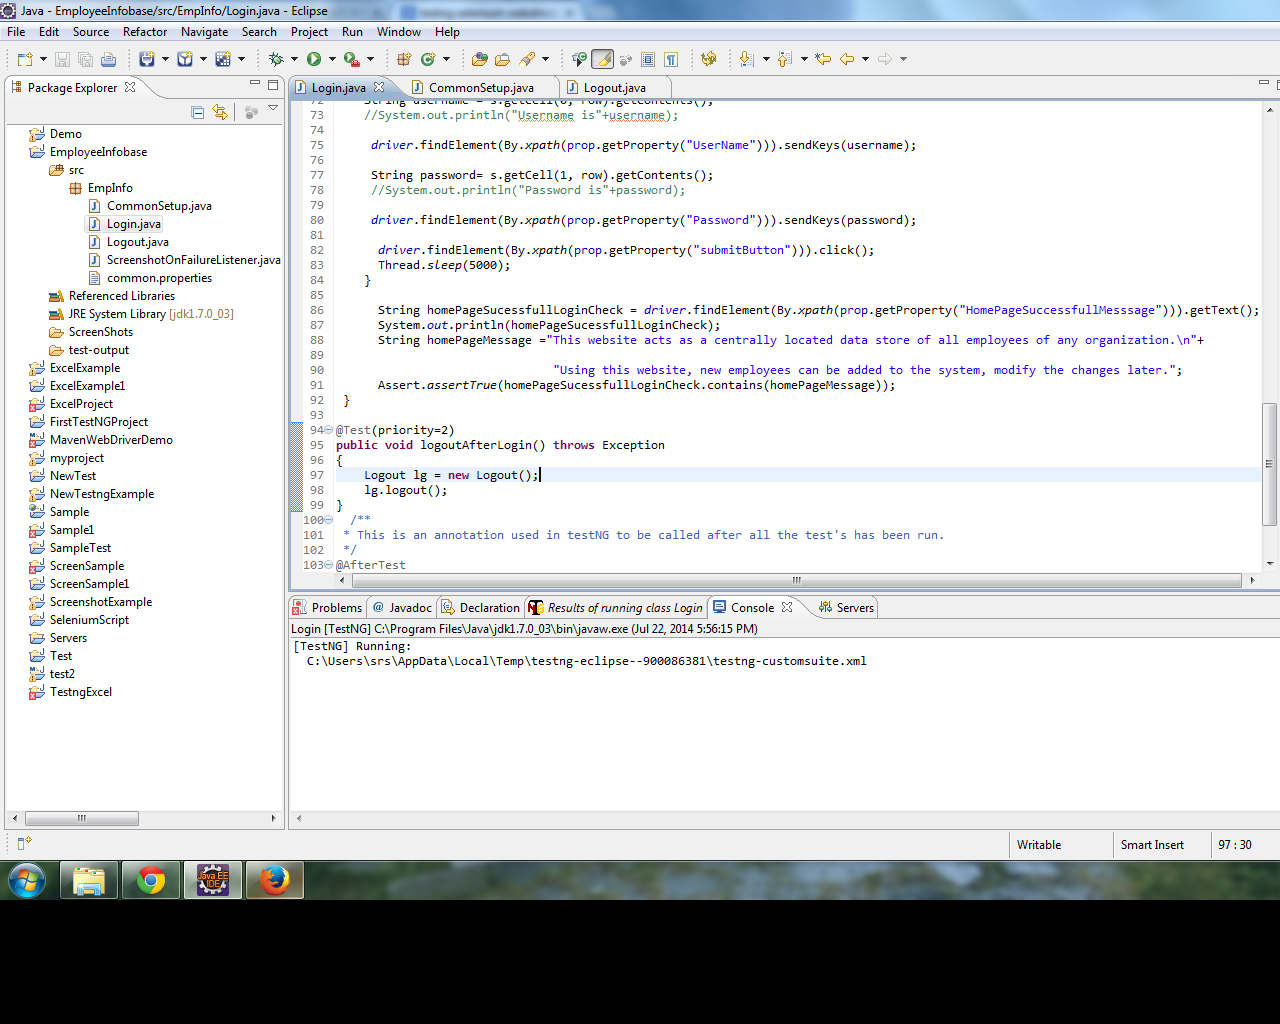 Java - EmployeeInfobase/src/EmpInfo/Login.java - Eclipse
File Edit Source Refactor Navigate Search Project Run Window Help
Package Explorer
Demo
EmployeeInfobase
src
EmpInfo
CommonSetup.java
Login.java
Logout.java
ScreenshotOnFailureListener.java
common.properties
Referenced Libraries
JRE System Library [jdk1.7.0_03]
ScreenShots
test-output
ExcelExample
ExcelExample1
ExcelProject
FirstTestNGProject
MavenWebDriverDemo
myproject
NewTest
NewTestngExample
Sample
Sample1
SampleTest
ScreenSample
ScreenSample1
ScreenshotExample
SeleniumScript
Servers
Test
test2
TestngExcel
Login.java CommonSetup.java Logout.java
72 String username = s.getCell(0, row).getContents();
73 //System.out.println("Username is"+username);
74
75 driver.findElement(By.xpath(prop.getProperty("UserName"))).sendKeys(username);
76
77 String password= s.getCell(1, row).getContents();
78 //System.out.println("Password is"+password);
79
80 driver.findElement(By.xpath(prop.getProperty("Password"))).sendKeys(password);
81
82 driver.findElement(By.xpath(prop.getProperty("submitButton"))).click();
83 Thread.sleep(5000);
84 }
85
86 String homePageSucessfullLoginCheck = driver.findElement(By.xpath(prop.getProperty("HomePageSuccessfullMesssage"))).getText();
87 System.out.println(homePageSucessfullLoginCheck);
88 String homePageMessage ="This website acts as a centrally located data store of all employees of any organization.\n"+
89
90 "Using this website, new employees can be added to the system, modify the changes later.";
91 Assert.assertTrue(homePageSucessfullLoginCheck.contains(homePageMessage));
92 }
93
94 @Test(priority=2)
95 public void logoutAfterLogin() throws Exception
96 {
97 Logout lg = new Logout();
98 lg.logout();
99 }
100 /**
101 * This is an annotation used in testNG to be called after all the test's has been run.
102 */
103 @AfterTest
Problems @ Javadoc Declaration Results of running class Login Console Servers
Login [TestNG] C:\Program Files\Java\jdk1.7.0_03\bin\javaw.exe (Jul 22, 2014 5:56:15 PM)
[TestNG] Running:
C:\Users\srs\AppData\Local\Temp\testng-eclipse--900086381\testng-customsuite.xml
Writable Smart Insert 97 : 30
Java EE
IDE